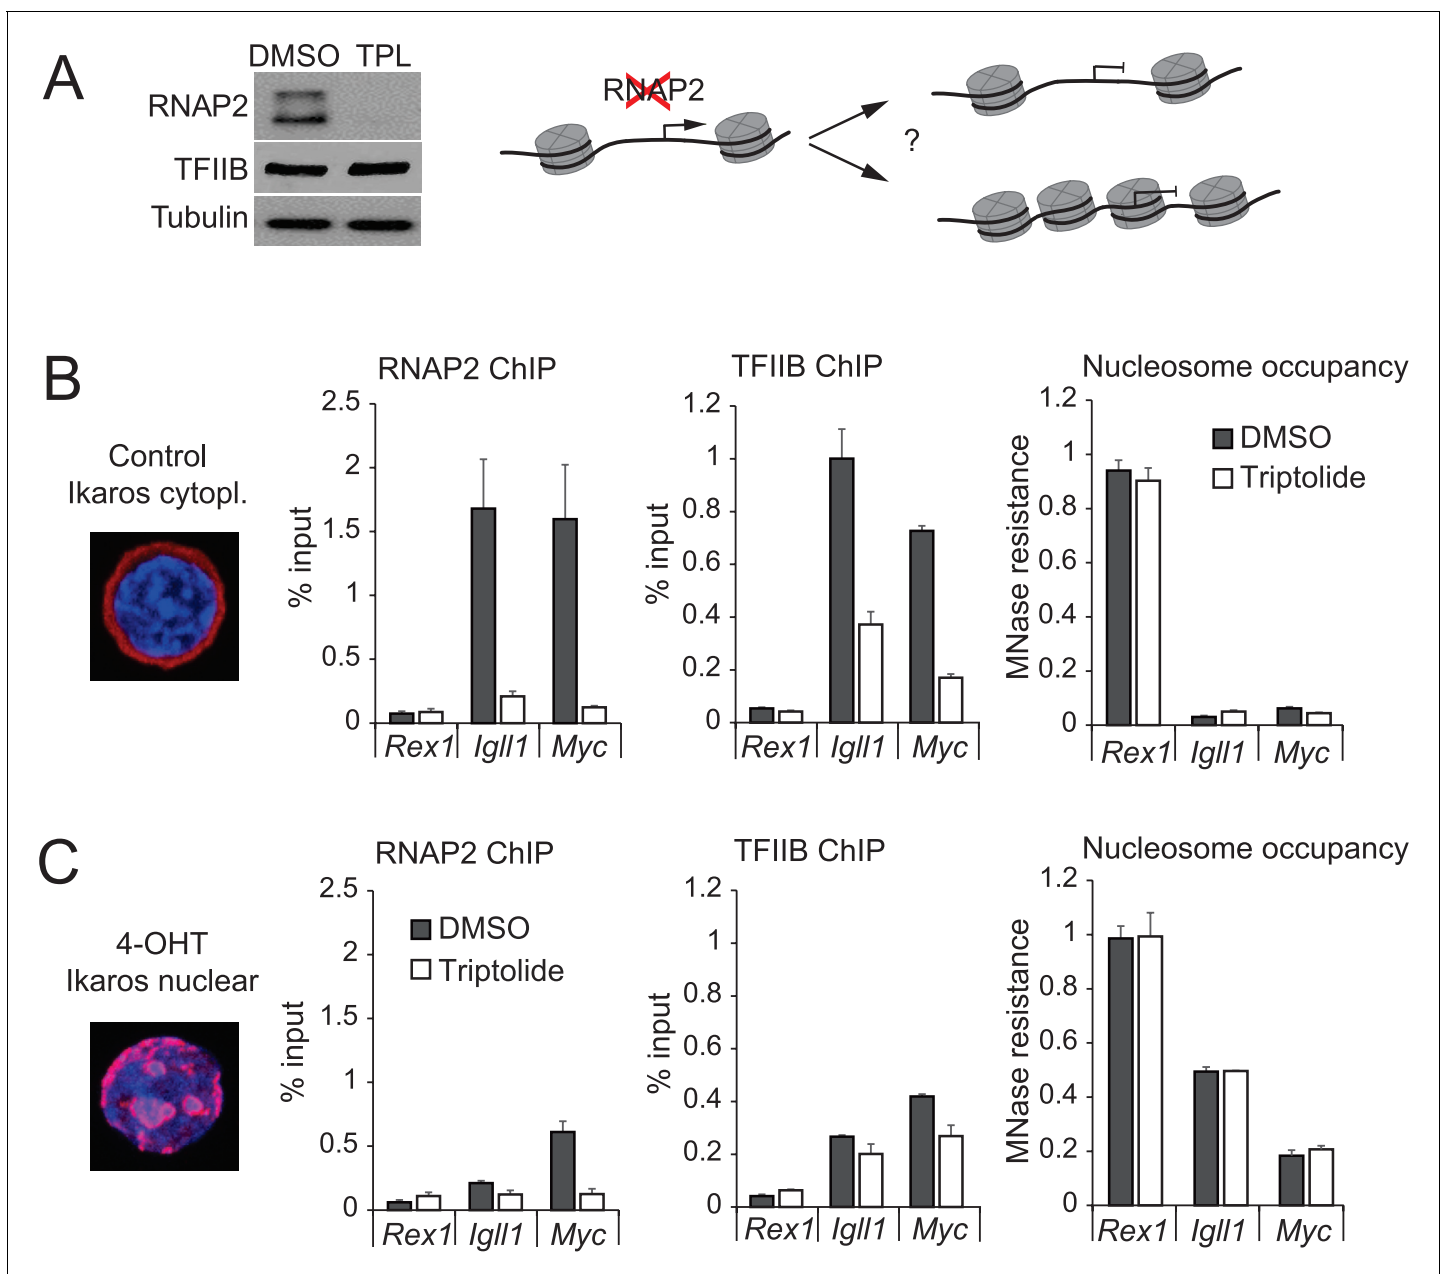 A
DMSO TPL
RNAP2
TFIIB
Tubulin
RNAP2
?
B
Control
Ikaros cytopl.
RNAP2 ChIP
% input
2.5
2
1.5
1
0.5
0
Rex1 Igll1 Myc
TFIIB ChIP
% input
1.2
1
0.8
0.6
0.4
0.2
0
Rex1 Igll1 Myc
Nucleosome occupancy
MNase resistance
1.2
1
0.8
0.6
0.4
0.2
0
DMSO
Triptolide
Rex1 Igll1 Myc
C
4-OHT
Ikaros nuclear
RNAP2 ChIP
% input
2.5
2
1.5
1
0.5
0
DMSO
Triptolide
Rex1 Igll1 Myc
TFIIB ChIP
% input
1.2
1
0.8
0.6
0.4
0.2
0
Rex1 Igll1 Myc
Nucleosome occupancy
MNase resistance
1.2
1
0.8
0.6
0.4
0.2
0
Rex1 Igll1 Myc